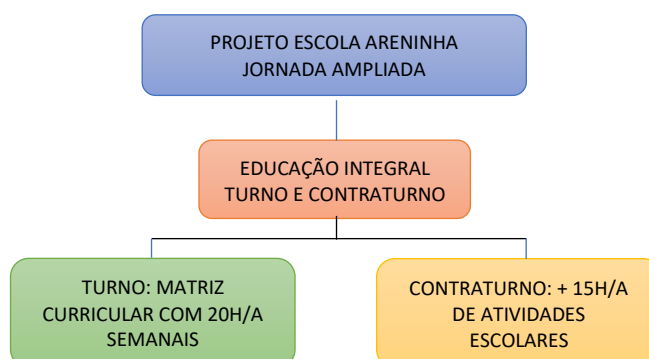 PROJETO ESCOLA ARENINHA
JORNADA AMPLIADA
EDUCAÇÃO INTEGRAL
TURNO E CONTRATURNO
TURNO: MATRIZ
CURRICULAR COM 20H/A
SEMANAIS
CONTRATURNO: + 15H/A
DE ATIVIDADES
ESCOLARES